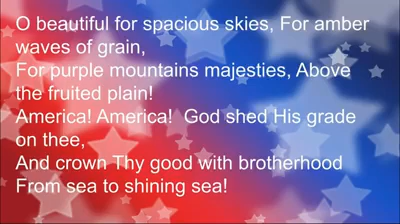 O beautiful for spacious skies, For amber
waves of grain,
For purple mountains majesties, Above
the fruited plain!
America! America!  God shed His grade
on thee,
And crown Thy good with brotherhood
From sea to shining sea!